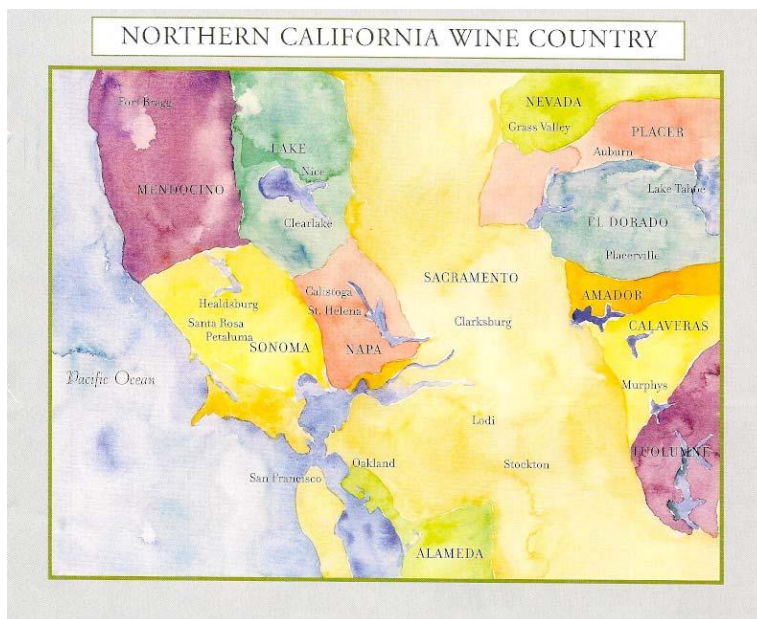 NORTHERN CALIFORNIA WINE COUNTRY
Fort Bragg
NEVADA
Grass Valley
PLACER
LAKE
Auburn
Nice
MENDOCINO
Lake Tahoe
Clearlake
EL DORADO
Placerville
SACRAMENTO
Calistoga
AMADOR
Healdsburg
St. Helena
Santa Rosa
Clarksburg
CALAVERAS
Petaluma
SONOMA
NAPA
Pacific Ocean
Murphys
Lodi
TUOLUMNE
Oakland
Stockton
San Francisco
ALAMEDA